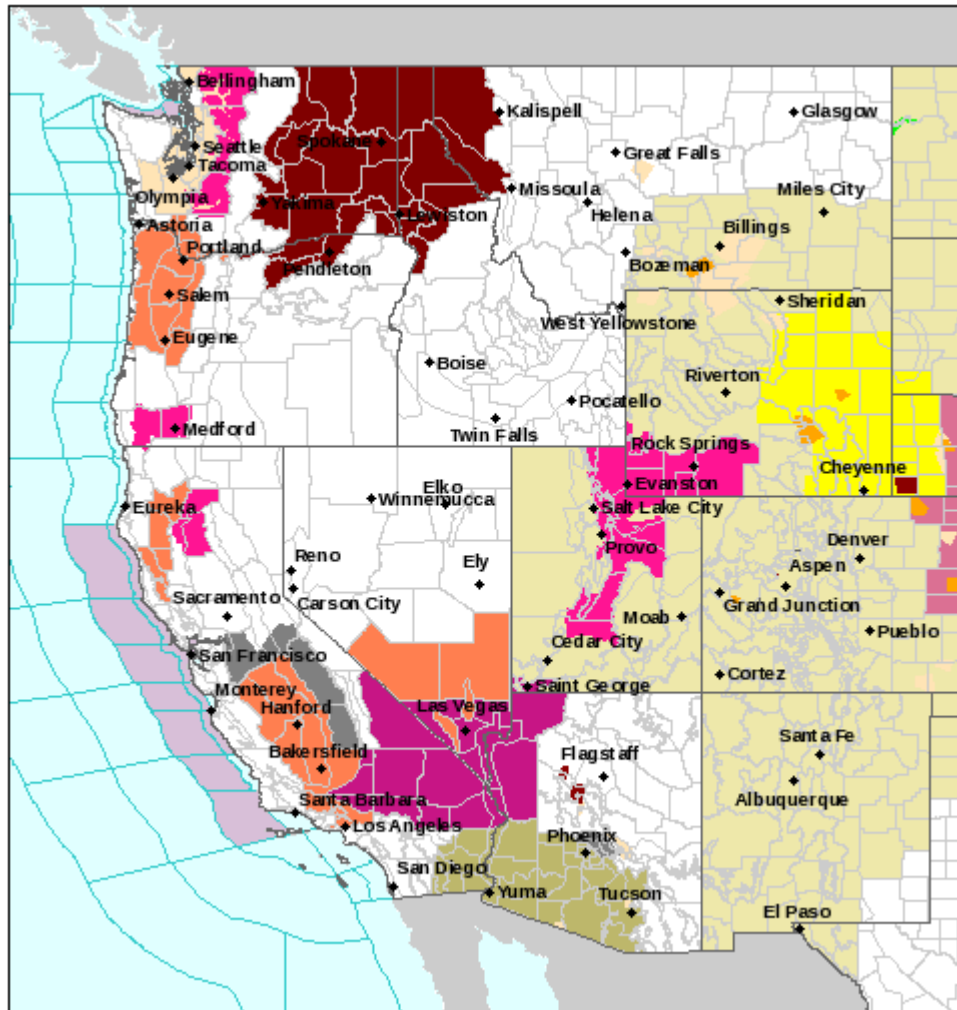 Bellingham
Kalispell
Glasgow
Spokane
Seattle
Great Falls
Tacoma
Missoula
Miles City
Olympia
Yakima
Lewiston
Helena
Astoria
Billings
Portland
Pendleton
Bozeman
Salem
Sheridan
West Yellowstone
Eugene
Boise
Riverton
Pocatello
Medford
Twin Falls
Rock Springs
Cheyenne
Elko
Evanston
Winnemucca
Eureka
Salt Lake City
Denver
Provo
Reno
Ely
Aspen
Sacramento
Carson City
Moab
Grand Junction
Pueblo
Cedar City
San Francisco
Cortez
Saint George
Monterey
Las Vegas
Hanford
Santa Fe
Bakersfield
Flagstaff
Albuquerque
Santa Barbara
Los Angeles
Phoenix
San Diego
Yuma
Tucson
El Paso